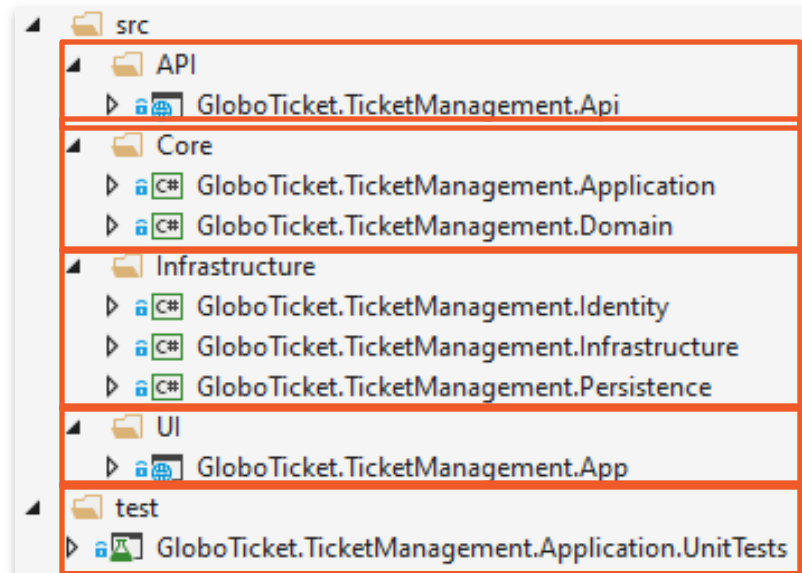 src
API
GloboTicket.TicketManagement.Api
Core
C# GloboTicket.TicketManagement.Application
C# GloboTicket.TicketManagement.Domain
Infrastructure
C# GloboTicket.TicketManagement.Identity
C# GloboTicket.TicketManagement.Infrastructure
C# GloboTicket.TicketManagement.Persistence
UI
GloboTicket.TicketManagement.App
test
GloboTicket.TicketManagement.Application.UnitTests